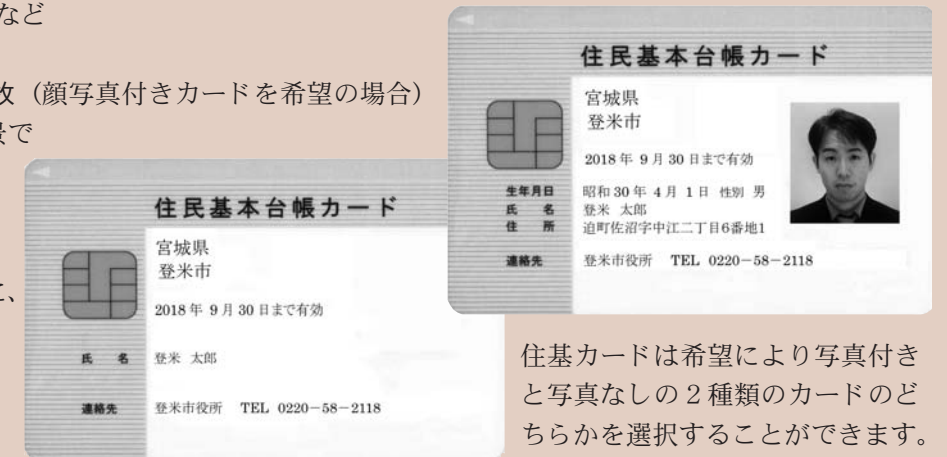 など
（顔写真付きカードを希望の場合）
で
住民基本台帳カード
宮城県
登米市
2018年 9月30日まで有効
生年月日 昭和30年 4月 1日 性別 男
氏 名 登米 太郎
住 所 迫町佐沼字中江二丁目6番地1
連絡先 登米市役所 TEL 0220－58－2118
住民基本台帳カード
宮城県
登米市
2018年 9月30日まで有効
氏 名 登米 太郎
連絡先 登米市役所 TEL 0220－58－2118
住基カードは希望により写真付き
と写真なしの２種類のカードのど
ちらかを選択することができます。